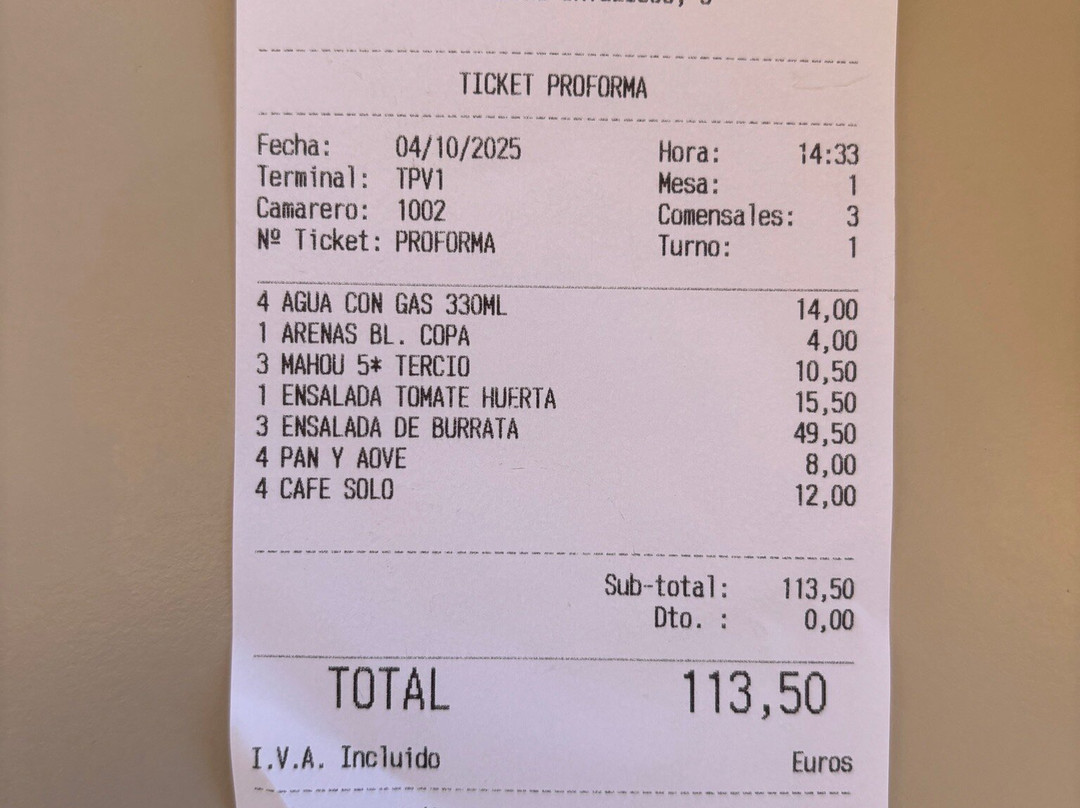 TICKET PROFORMA
Fecha: 04/10/2025 Hora: 14:33
Terminal: TPV1 Mesa: 1
Camarero: 1002 Comensales: 3
Nº Ticket: PROFORMA Turno: 1
4 AGUA CON GAS 330ML 14,00
1 ARENAS BL. COPA 4,00
3 MAHOU 5* TERCIO 10,50
1 ENSALADA TOMATE HUERTA 15,50
3 ENSALADA DE BURRATA 49,50
4 PAN Y AOVE 8,00
4 CAFE SOLO 12,00
Sub-total: 113,50
Dto. : 0,00
TOTAL 113,50
I.V.A. Incluido Euros